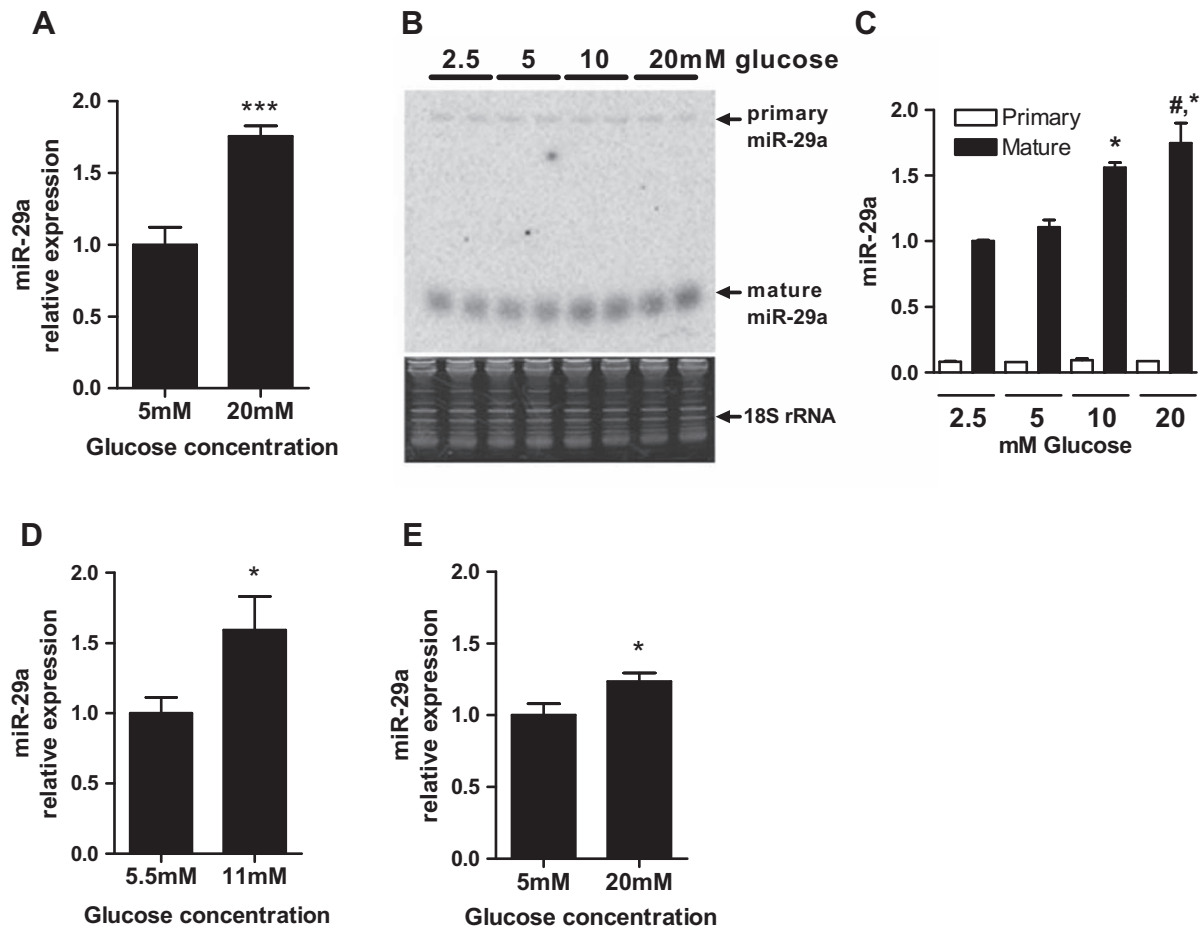 A
miR-29a
relative expression
2.0
1.5
1.0
0.5
0.0
***
5mM 20mM
Glucose concentration
B
2.5 5 10 20mM glucose
primary
miR-29a
mature
miR-29a
18S rRNA
C
miR-29a
2.0
1.5
1.0
0.5
0.0
Primary
Mature
*
#,*
2.5 5 10 20
mM Glucose
D
miR-29a
relative expression
2.0
1.5
1.0
0.5
0.0
*
5.5mM 11mM
Glucose concentration
E
miR-29a
relative expression
2.0
1.5
1.0
0.5
0.0
*
5mM 20mM
Glucose concentration